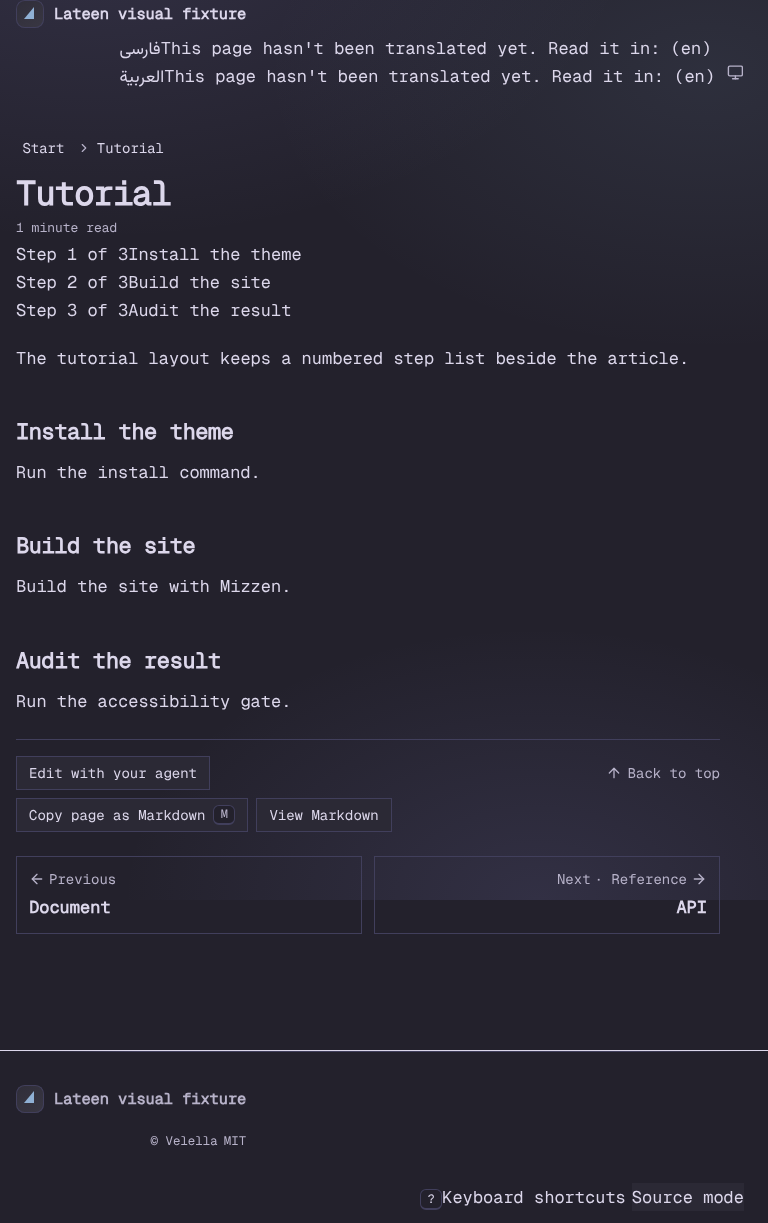 Lateen visual fixture
فارسیThis page hasn't been translated yet. Read it in: (en)
العربيةThis page hasn't been translated yet. Read it in: (en)
Start > Tutorial
Tutorial
1 minute read
Step 1 of 3Install the theme
Step 2 of 3Build the site
Step 3 of 3Audit the result
The tutorial layout keeps a numbered step list beside the article.
Install the theme
Run the install command.
Build the site
Build the site with Mizzen.
Audit the result
Run the accessibility gate.
Edit with your agent
↑ Back to top
Copy page as Markdown M
View Markdown
← Previous
Document
Next · Reference →
API
Lateen visual fixture
© Velella MIT
? Keyboard shortcuts Source mode